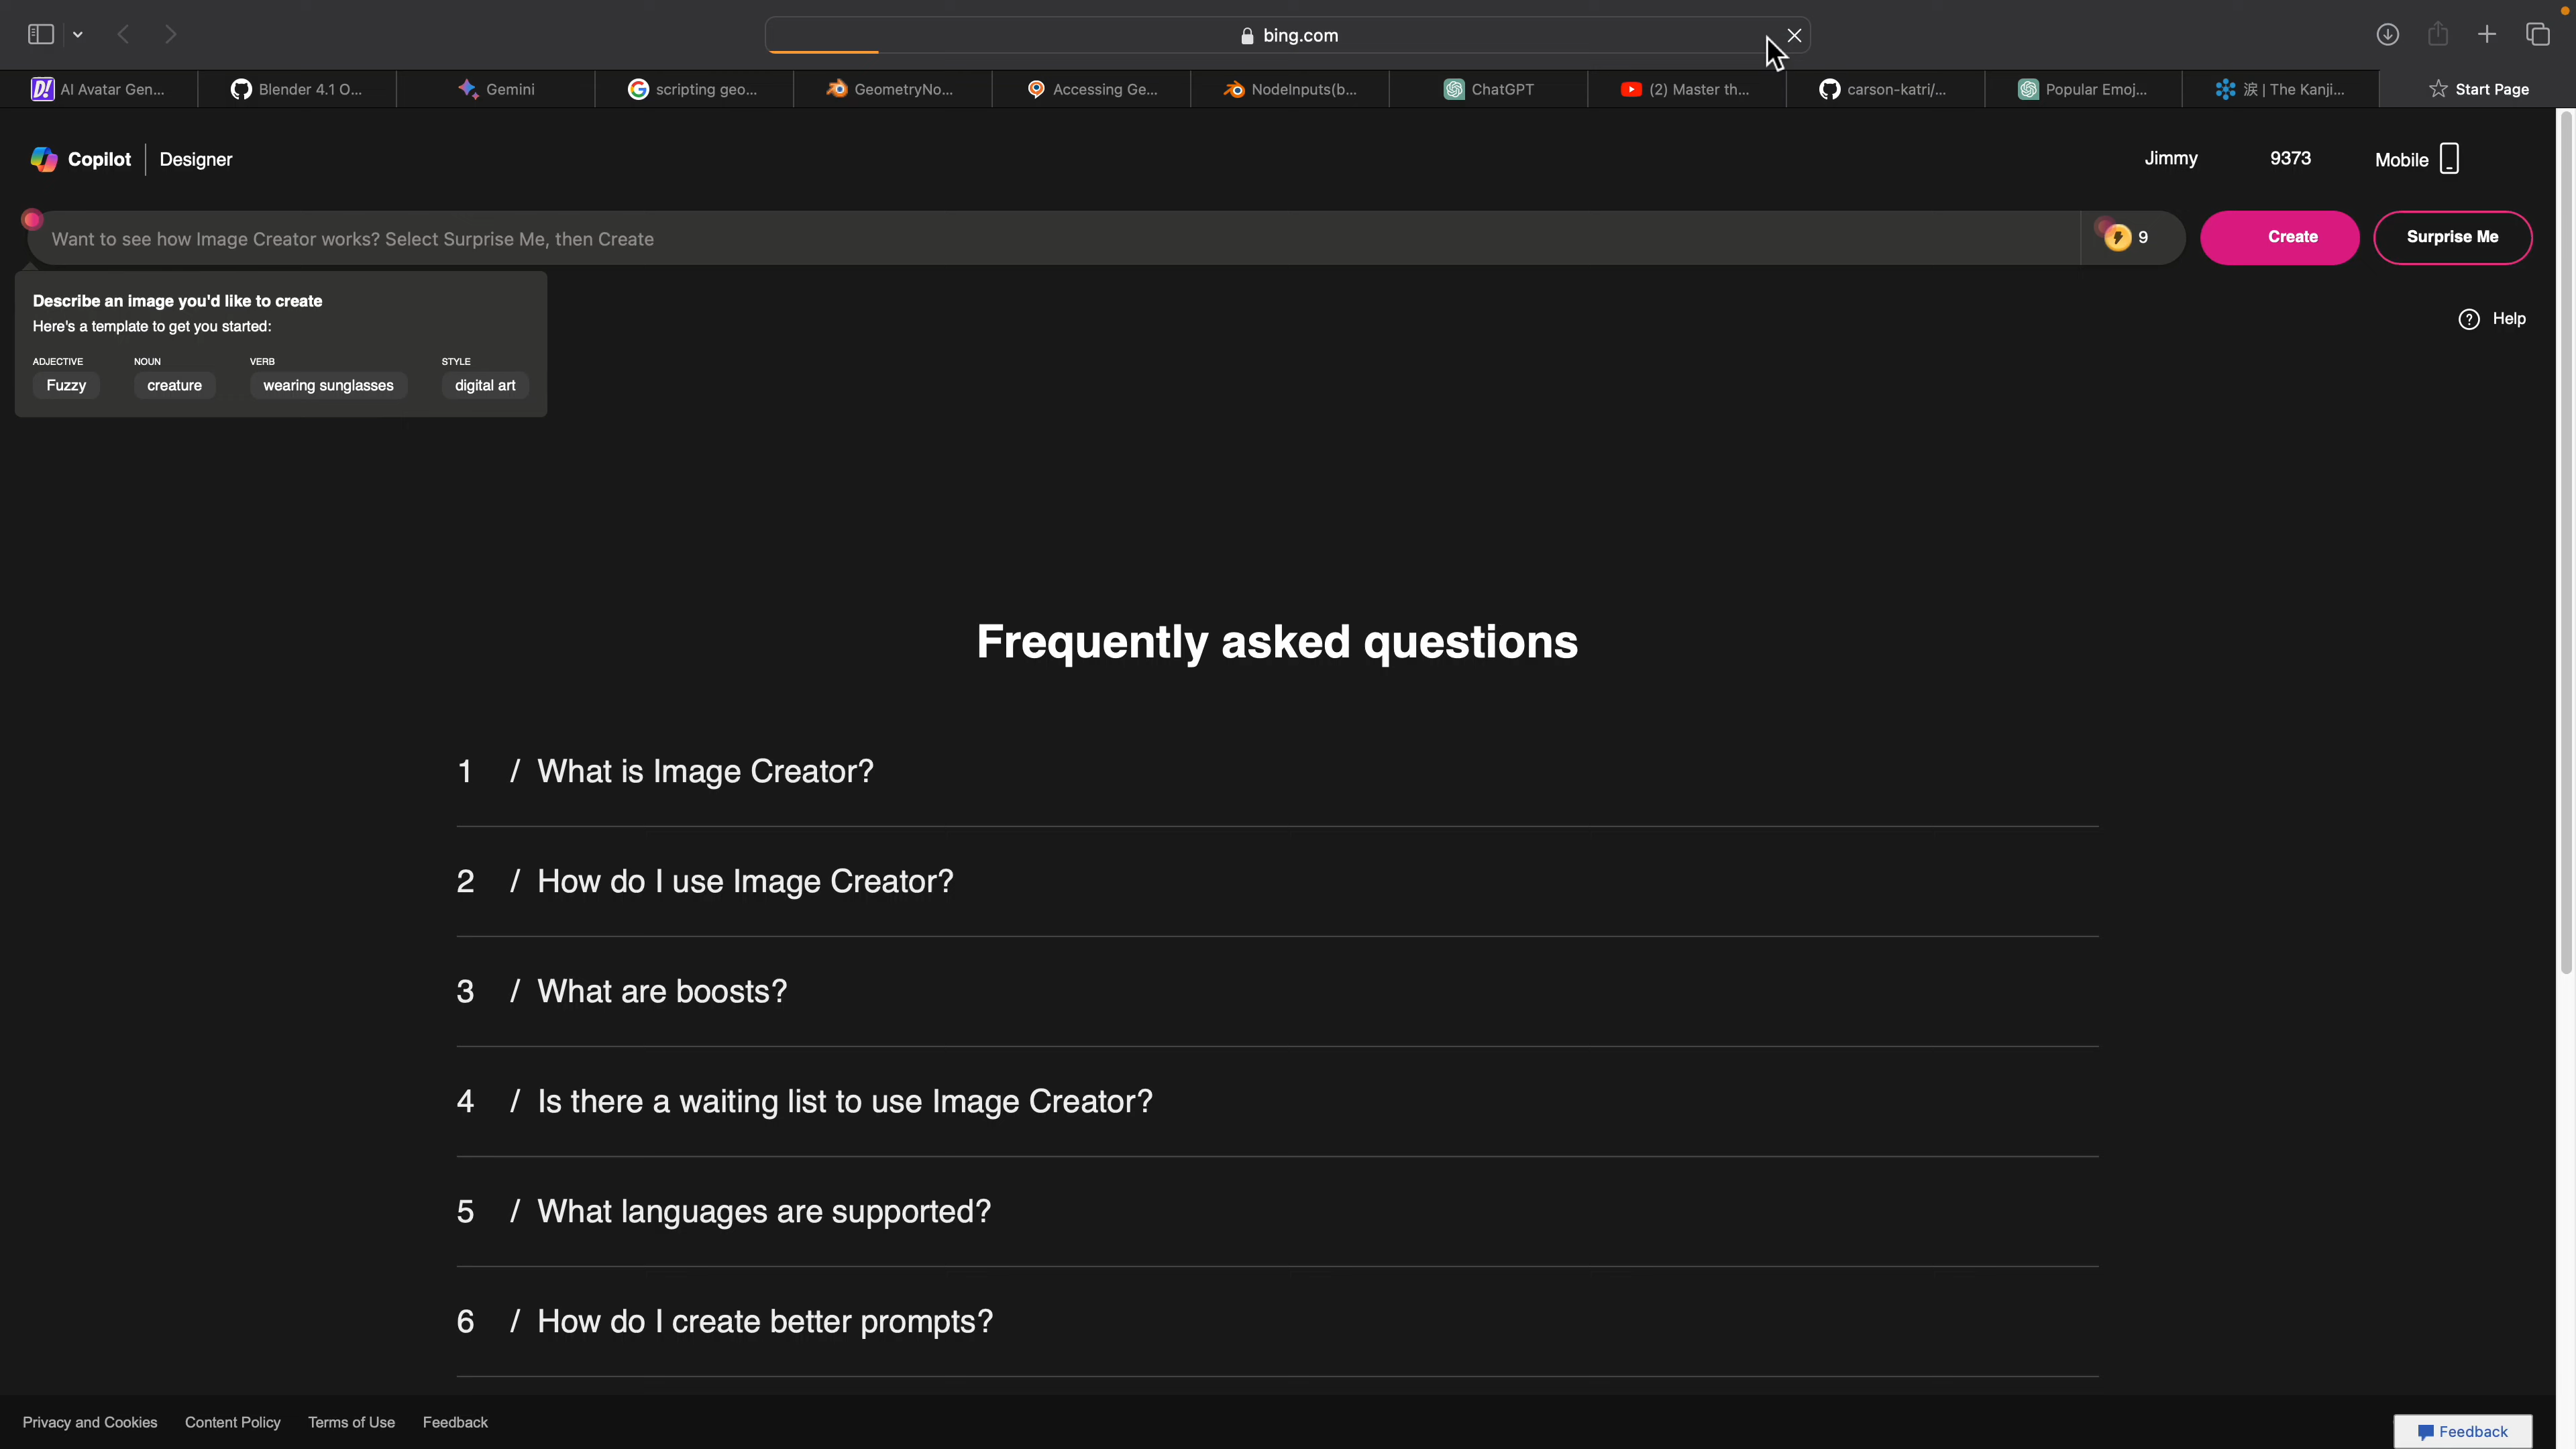 bing.com
AI Avatar Gen...
Blender 4.1 O...
Gemini
scripting geo...
GeometryNo...
Accessing Ge...
NodeInputs(b...
ChatGPT
(2) Master th...
carson-katri/...
Popular Emoj...
涙 | The Kanji...
Start Page
Copilot | Designer
Jimmy
9373
Mobile
Want to see how Image Creator works? Select Surprise Me, then Create
9
Create
Surprise Me
Describe an image you'd like to create
Here's a template to get you started:
ADJECTIVE NOUN VERB STYLE
Fuzzy creature wearing sunglasses digital art
Help
Frequently asked questions
1 / What is Image Creator?
2 / How do I use Image Creator?
3 / What are boosts?
4 / Is there a waiting list to use Image Creator?
5 / What languages are supported?
6 / How do I create better prompts?
Privacy and Cookies Content Policy Terms of Use Feedback
Feedback